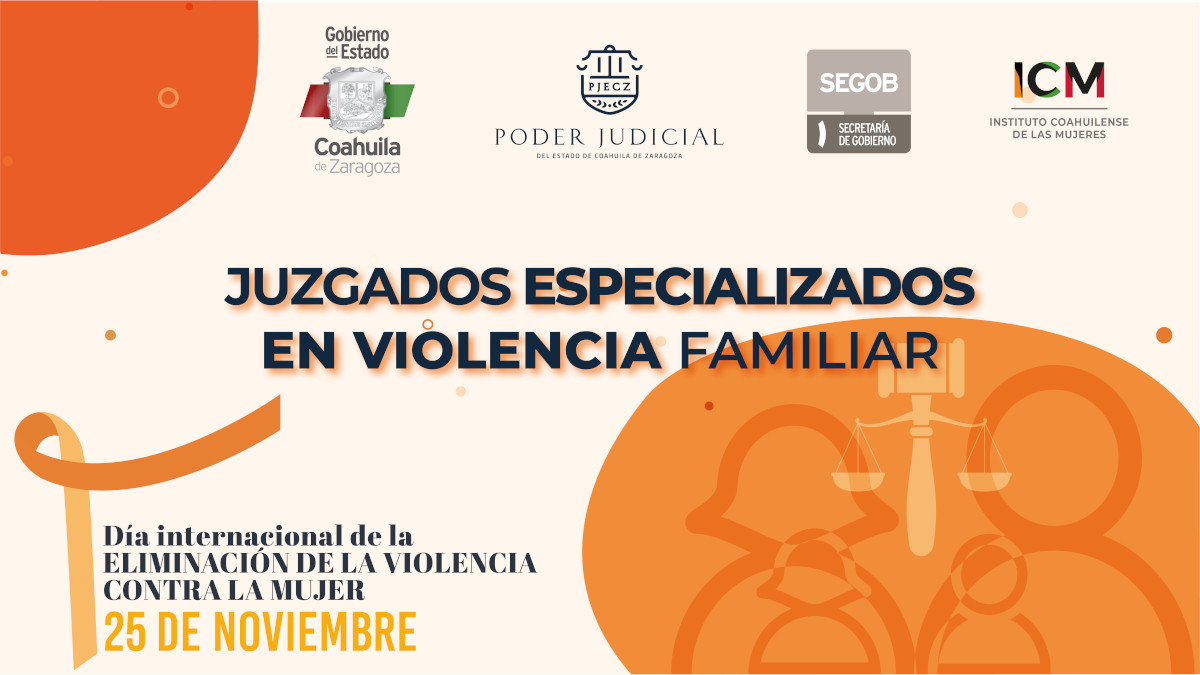 Gobierno
del Estado
Coahuila
de Zaragoza
PJECZ
PODER JUDICIAL
DEL ESTADO DE COAHUILA DE ZARAGOZA
SEGOB
SECRETARÍA
DE GOBIERNO
ICM
INSTITUTO COAHUILENSE
DE LAS MUJERES
JUZGADOS ESPECIALIZADOS
EN VIOLENCIA FAMILIAR
Día internacional de la
ELIMINACIÓN DE LA VIOLENCIA
CONTRA LA MUJER
25 DE NOVIEMBRE